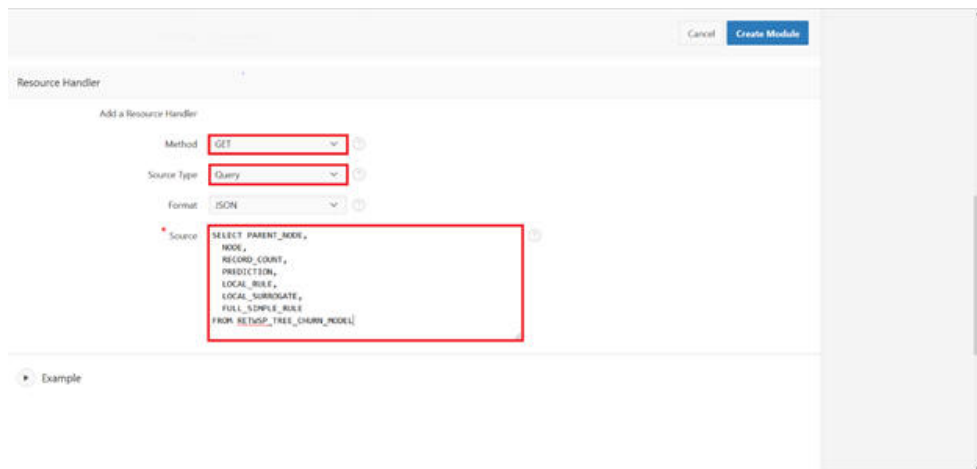 Cancel
Create Module
Resource Handler
Add a Resource Handler
Method GET
Source Type Query
Format JSON
* Source SELECT PARENT_NODE,
NODE,
RECORD_COUNT,
PREDICTION,
LOCAL_RULE,
LOCAL_SURROGATE,
FULL_SIMPLE_RULE
FROM RETWSP_TREE_CHURN_MODEL
Example